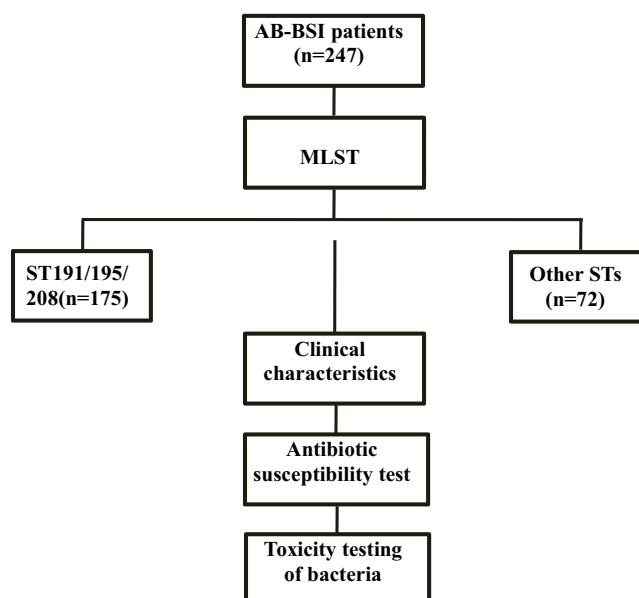 AB-BSI patients
(n=247)
MLST
ST191/195/
208(n=175)
Other STs
(n=72)
Clinical
characteristics
Antibiotic
susceptibility test
Toxicity testing
of bacteria